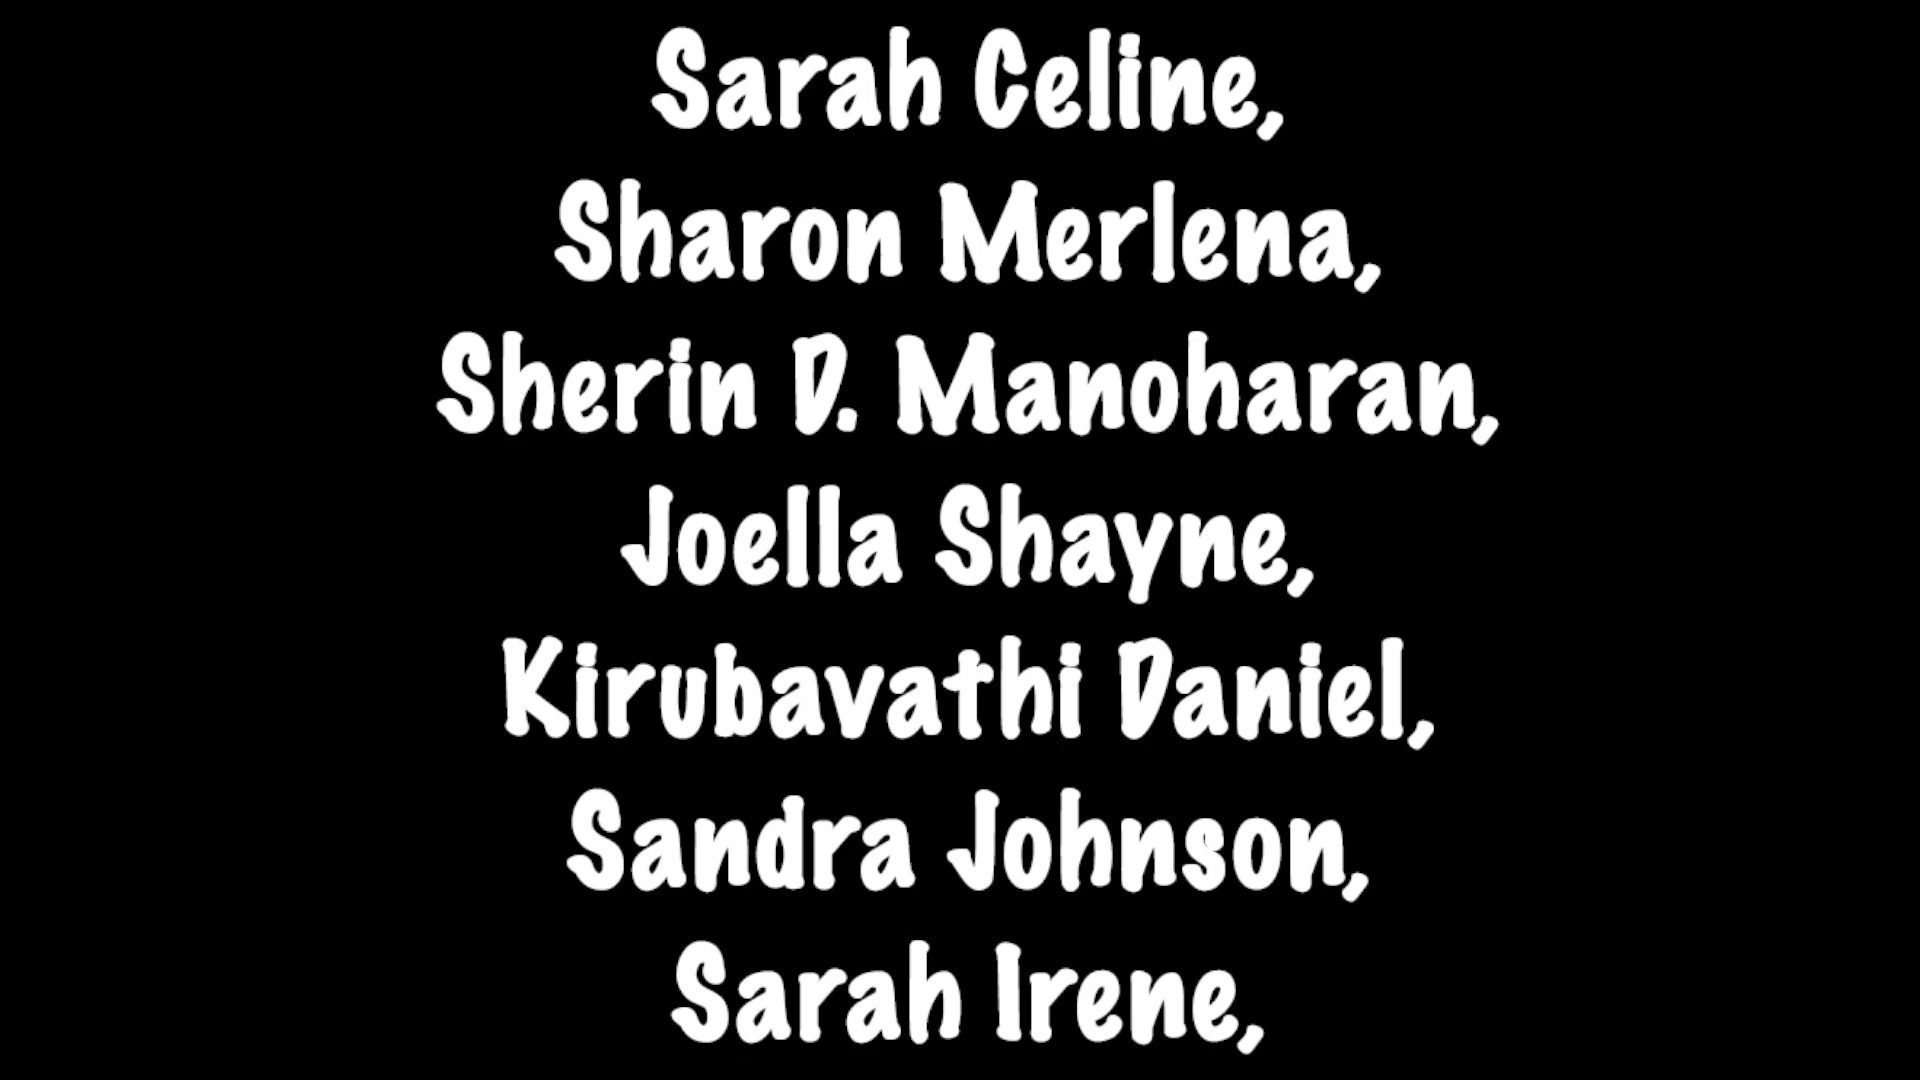 Sarah Celine,
Sharon Merlena,
Sherin D. Manoharan,
Joella Shayne,
Kirubavathi Daniel,
Sandra Johnson,
Sarah Irene,